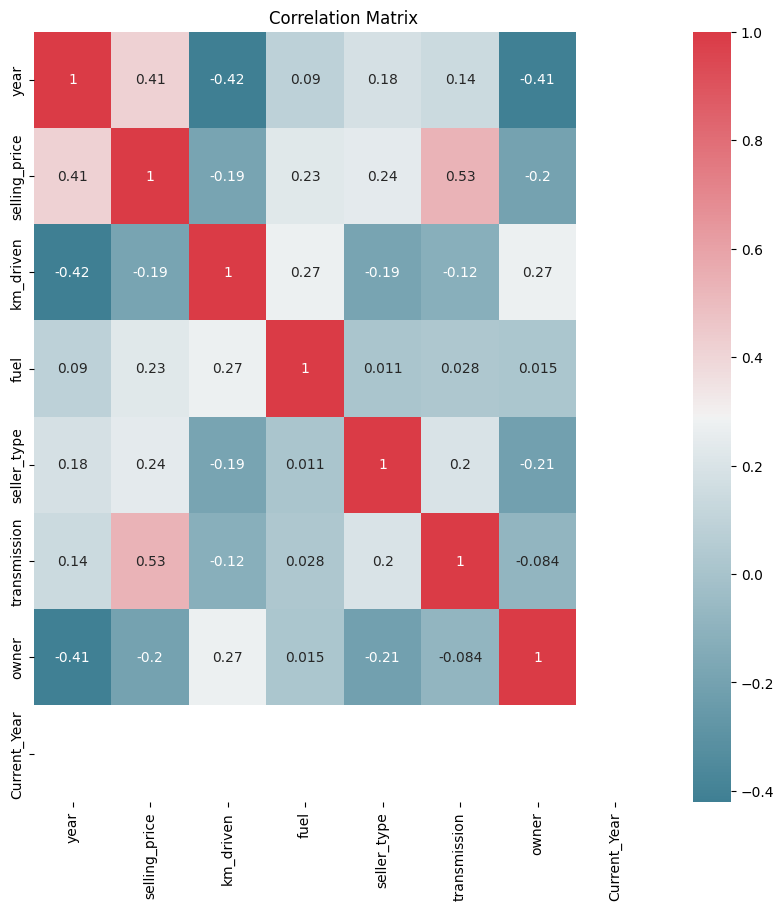 Correlation Matrix
year 1 0.41 -0.42 0.09 0.18 0.14 -0.41
selling_price 0.41 1 -0.19 0.23 0.24 0.53 -0.2
km_driven -0.42 -0.19 1 0.27 -0.19 -0.12 0.27
fuel 0.09 0.23 0.27 1 0.011 0.028 0.015
seller_type 0.18 0.24 -0.19 0.011 1 0.2 -0.21
transmission 0.14 0.53 -0.12 0.028 0.2 1 -0.084
owner -0.41 -0.2 0.27 0.015 -0.21 -0.084 1
Current_Year
year selling_price km_driven fuel seller_type transmission owner Current_Year
1.0
0.8
0.6
0.4
0.2
0.0
−0.2
−0.4